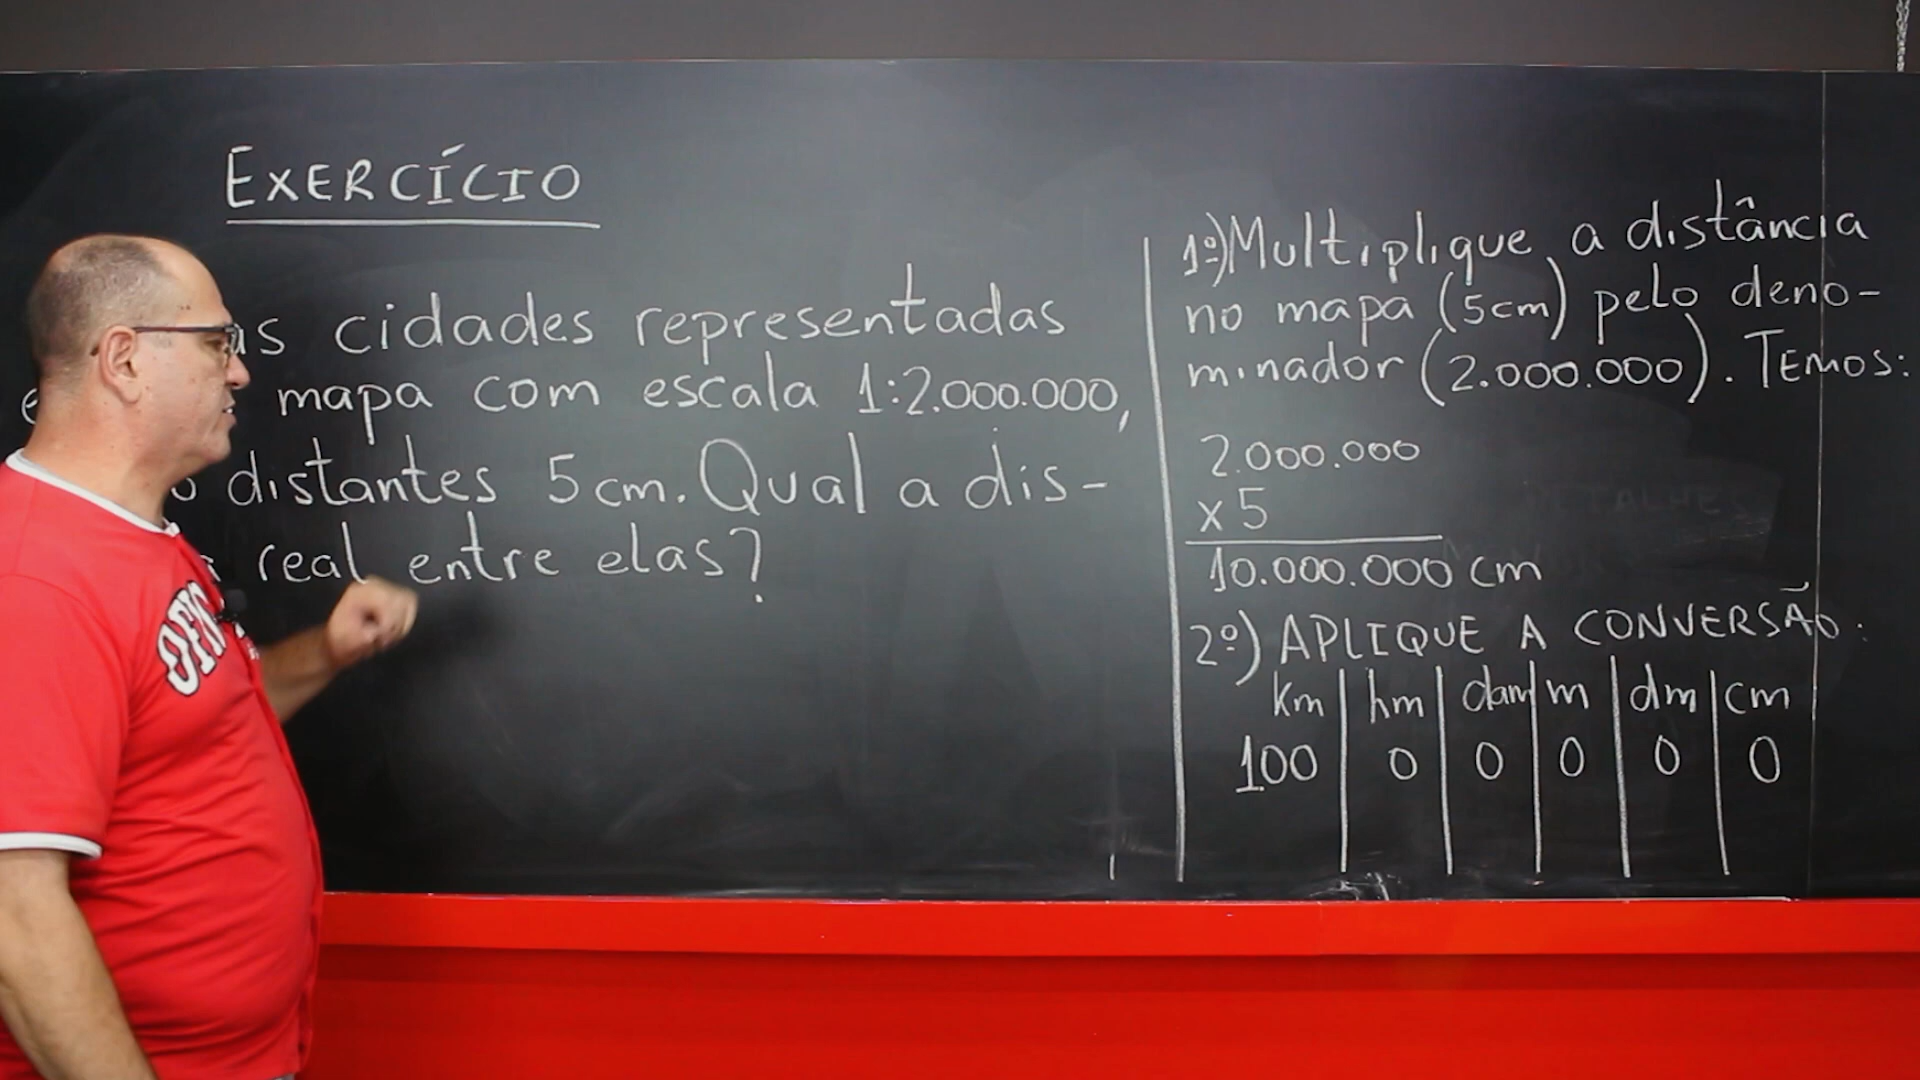 EXERCÍCIO
cidades representadas
mapa com escala 1:2.000.000,
distantes 5cm. Qual a dis-
real entre elas?
1º) Multiplique a distância
no mapa (5cm) pelo deno-
minador (2.000.000). TEMOS:
2.000.000
x 5
10.000.000 cm
2º) APLIQUE A CONVERSÃO:
km | hm | dam | m | dm | cm
100 | 0 | 0 | 0 | 0 | 0